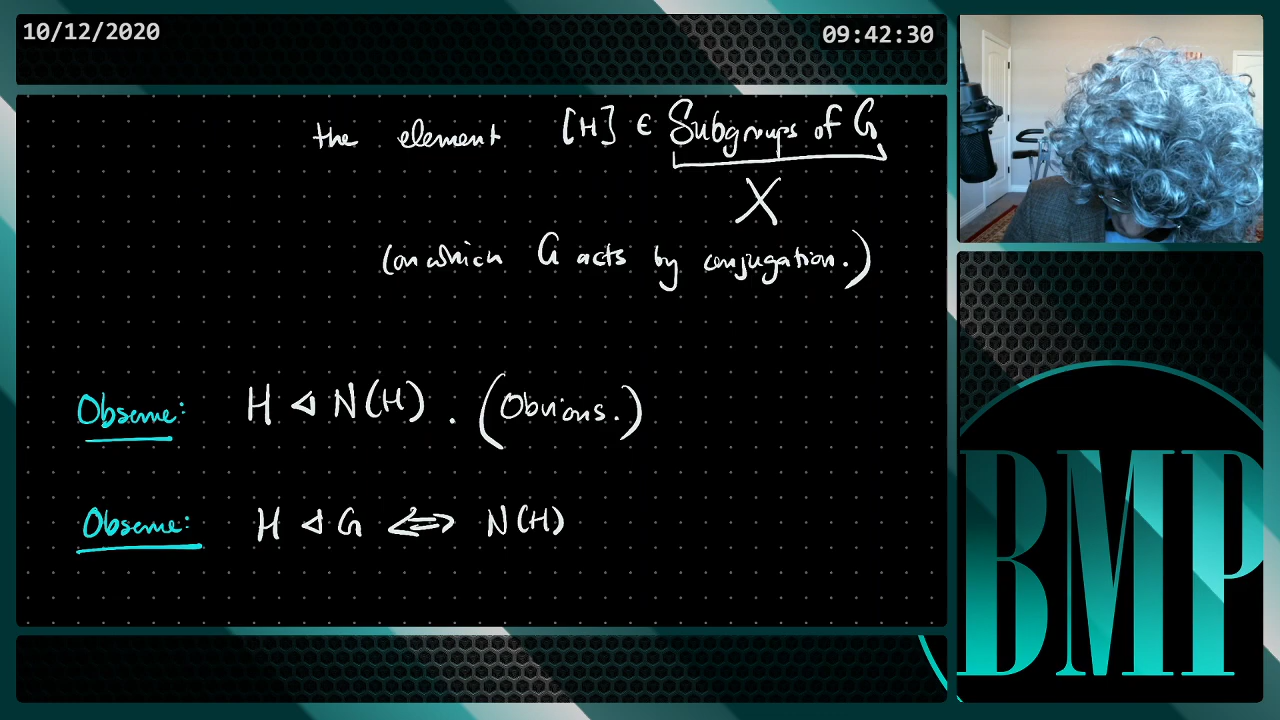 10/12/2020
09:42:30
the element [H] ∈ Subgroups of G
X
(on which G acts by conjugation.)
Observe: H ⊲ N(H). (Obvious.)
Observe: H ⊲ G ⟺ N(H)
BMP